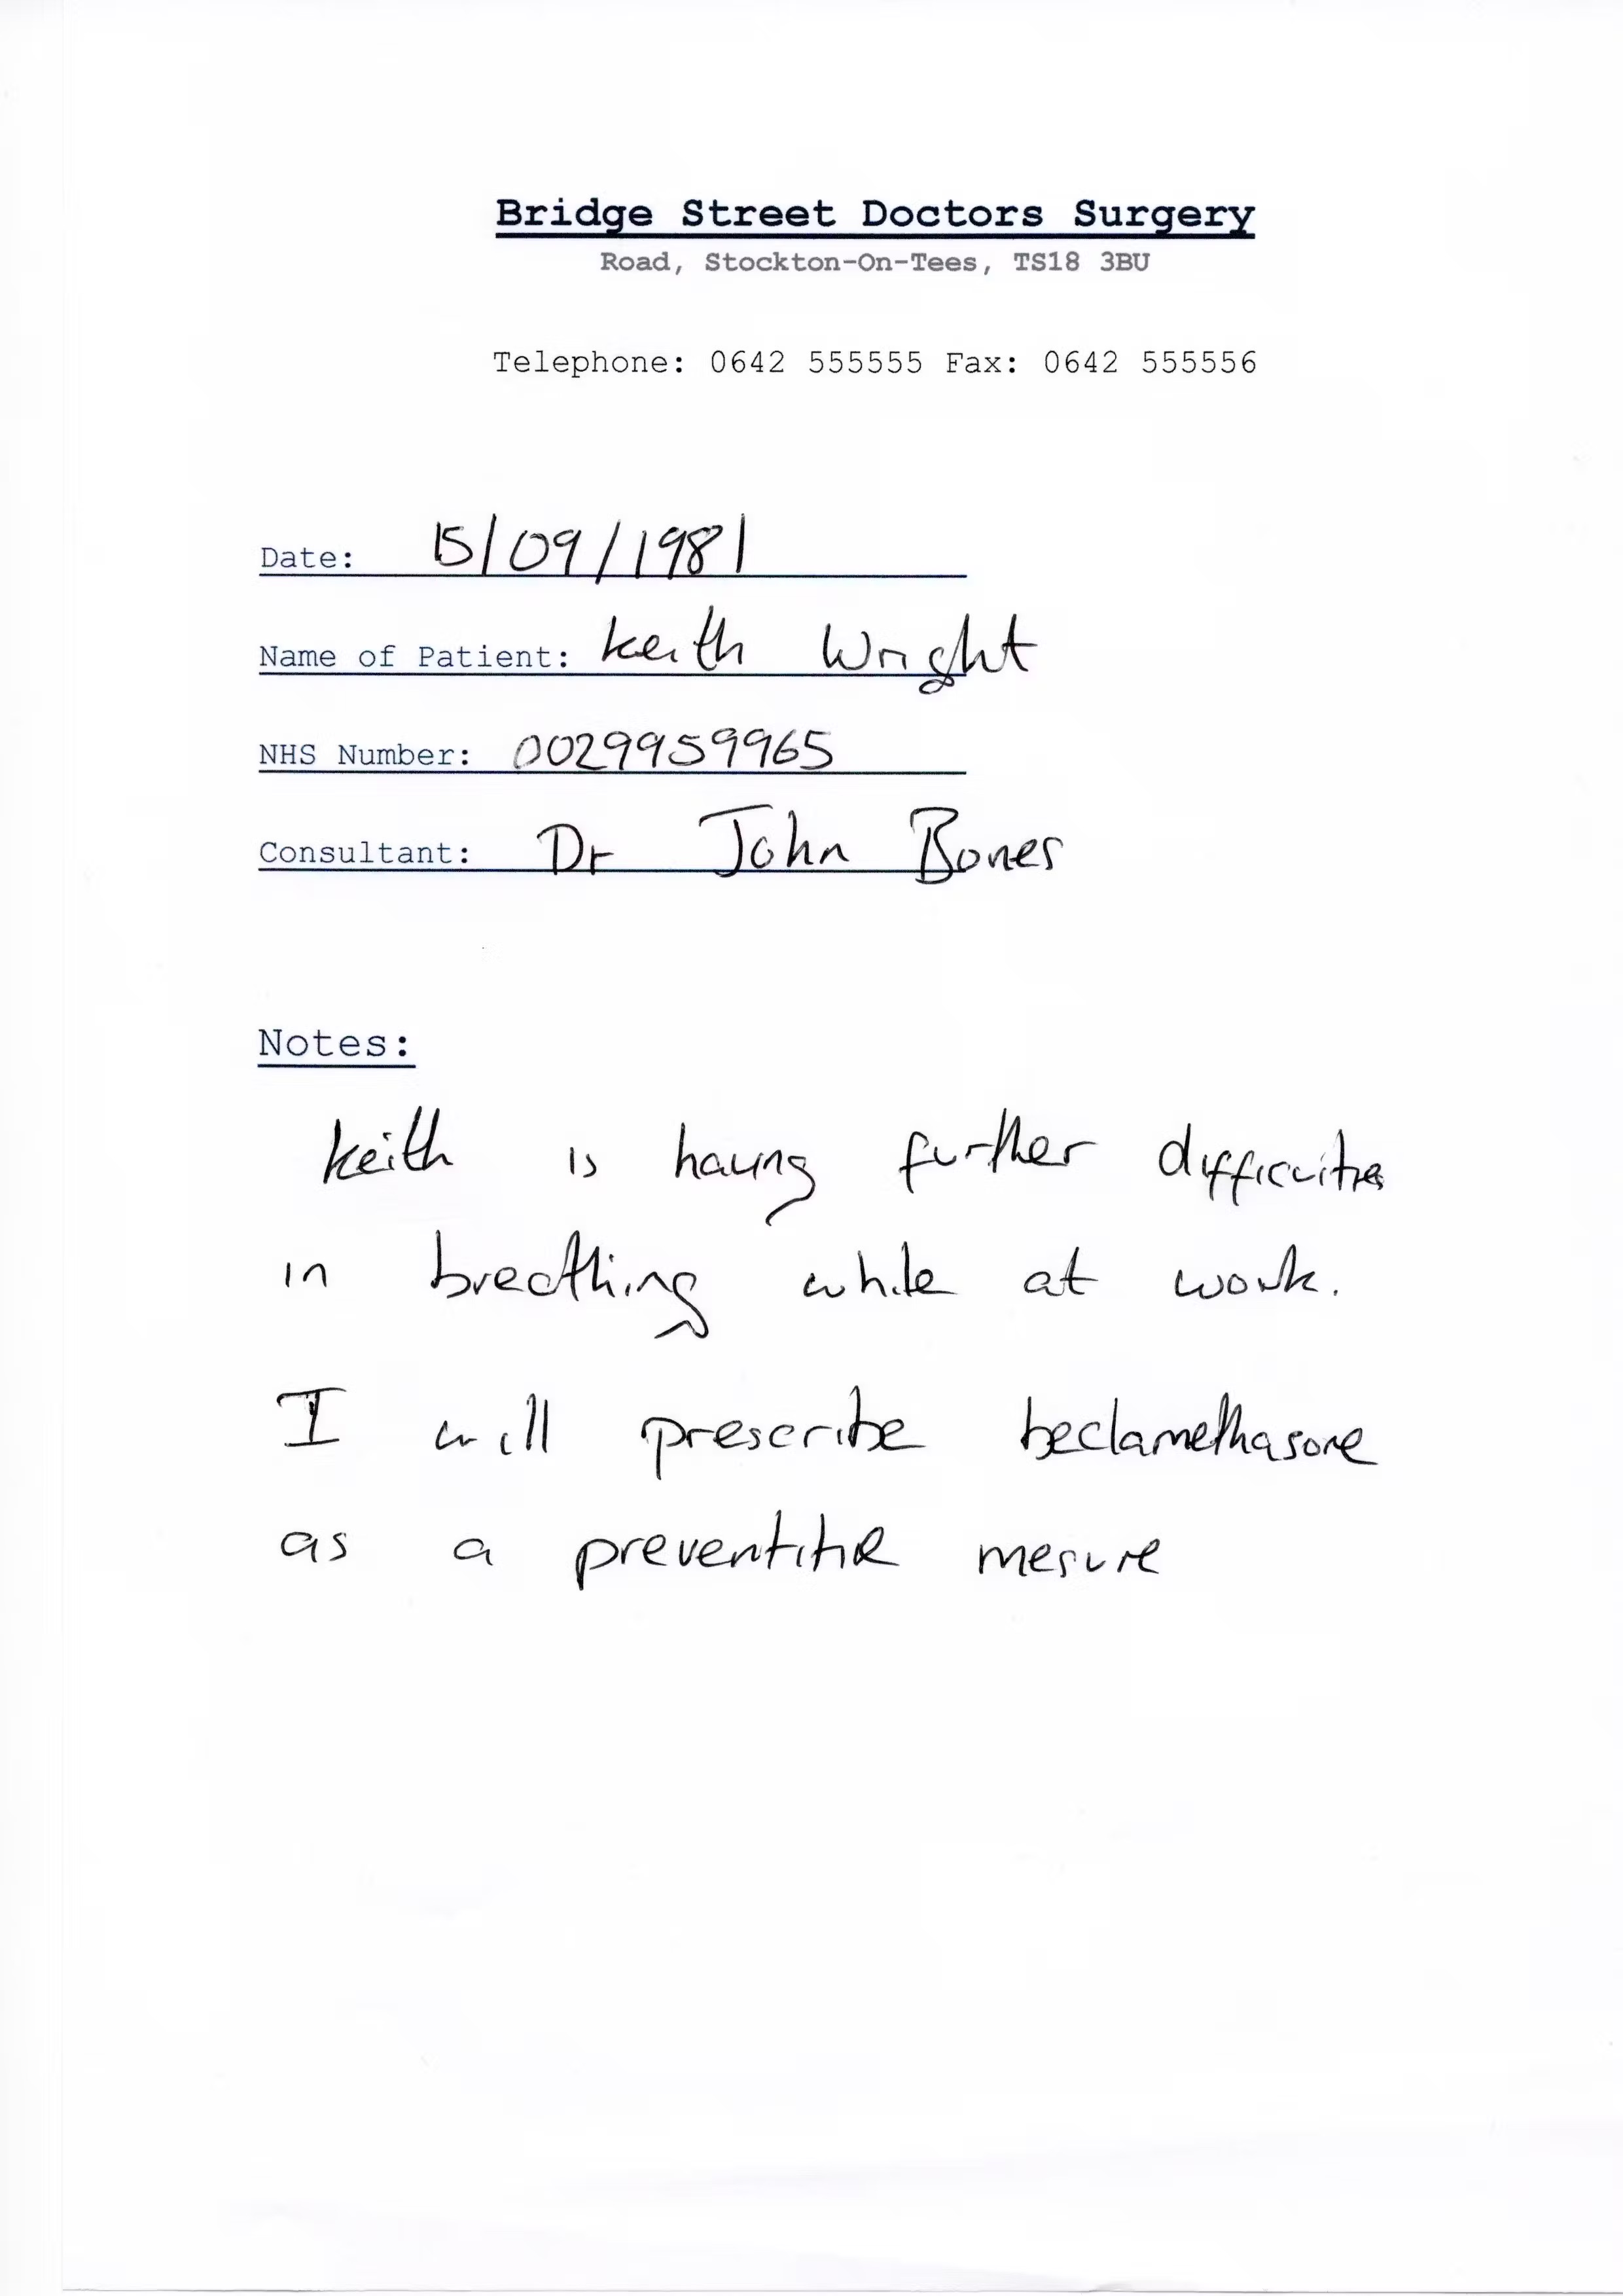 Bridge Street Doctors Surgery
Road, Stockton-On-Tees, TS18 3BU
Telephone: 0642 555555 Fax: 0642 555556
Date: 15/09/1981
Name of Patient: Keith Wright
NHS Number: 0029959965
Consultant: Dr John Bones
Notes:
Keith is having further difficulties
in breathing while at work.
I will prescribe beclamethasone
as a preventitive mesure